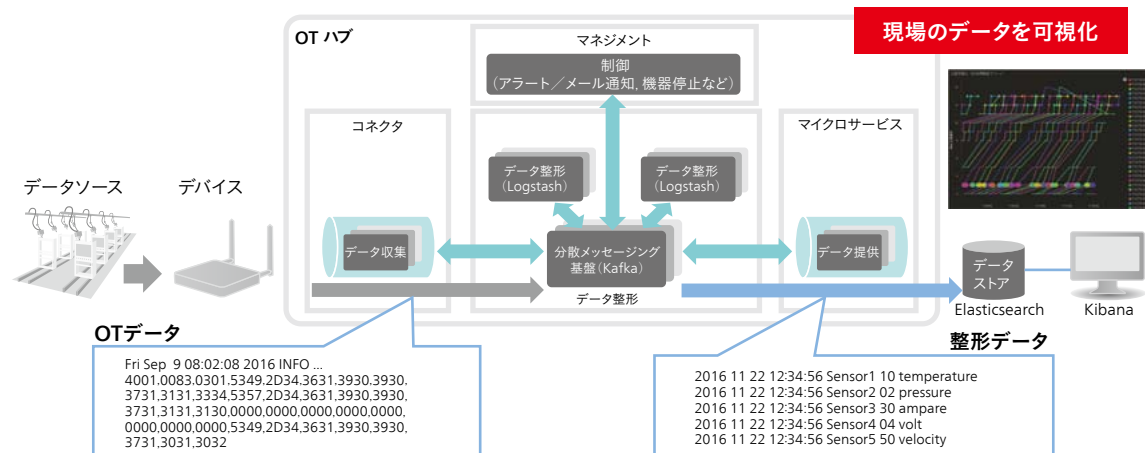 現場のデータを可視化
OT ハブ
マネジメント
制御
(アラート／メール通知, 機器停止など)
コネクタ
マイクロサービス
データ整形
(Logstash)
データ整形
(Logstash)
データソース
デバイス
データ収集
分散メッセージング
基盤(Kafka)
データ整形
データ提供
データ
ストア
Elasticsearch
Kibana
OTデータ
Fri Sep 9 08:02:08 2016 INFO ...
4001,0083,0301,5349,2D34,3631,3930,3930,
3731,3131,3334,5357,2D34,3631,3930,3930,
3731,3131,3130,0000,0000,0000,0000,0000,
0000,0000,0000,5349,2D34,3631,3930,3930,
3731,3031,3032
整形データ
2016 11 22 12:34:56 Sensor1 10 temperature
2016 11 22 12:34:56 Sensor2 02 pressure
2016 11 22 12:34:56 Sensor3 30 ampare
2016 11 22 12:34:56 Sensor4 04 volt
2016 11 22 12:34:56 Sensor5 50 velocity